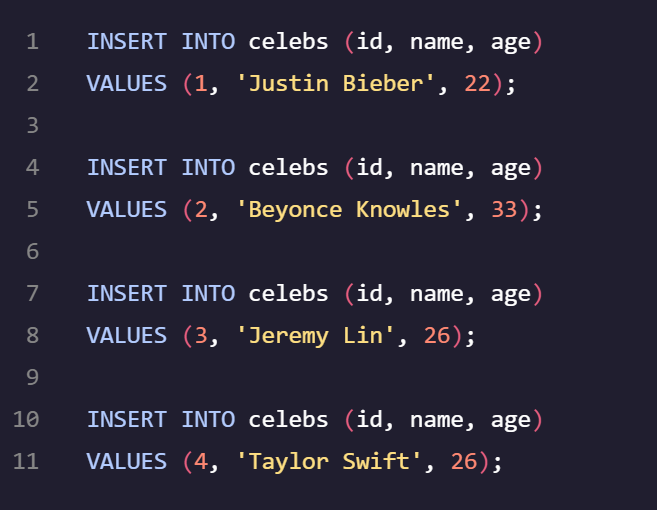 1 INSERT INTO celebs (id, name, age)
2 VALUES (1, 'Justin Bieber', 22);
3
4 INSERT INTO celebs (id, name, age)
5 VALUES (2, 'Beyonce Knowles', 33);
6
7 INSERT INTO celebs (id, name, age)
8 VALUES (3, 'Jeremy Lin', 26);
9
10 INSERT INTO celebs (id, name, age)
11 VALUES (4, 'Taylor Swift', 26);